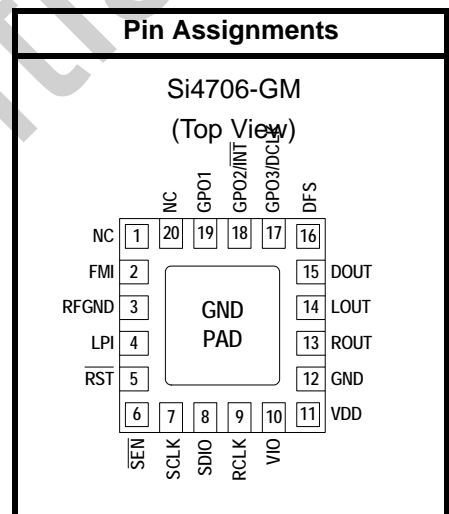 Pin Assignments
Si4706-GM
(Top View)
NC
GPO1
GPO2/INT
GPO3/DCLK
DFS
NC 1 20 19 18 17 16
FMI 2 15 DOUT
RFGND 3 14 LOUT
LPI 4 13 ROUT
RST 5 12 GND
GND
PAD
6 7 8 9 10 11 VDD
SEN
SCLK
SDIO
RCLK
VIO